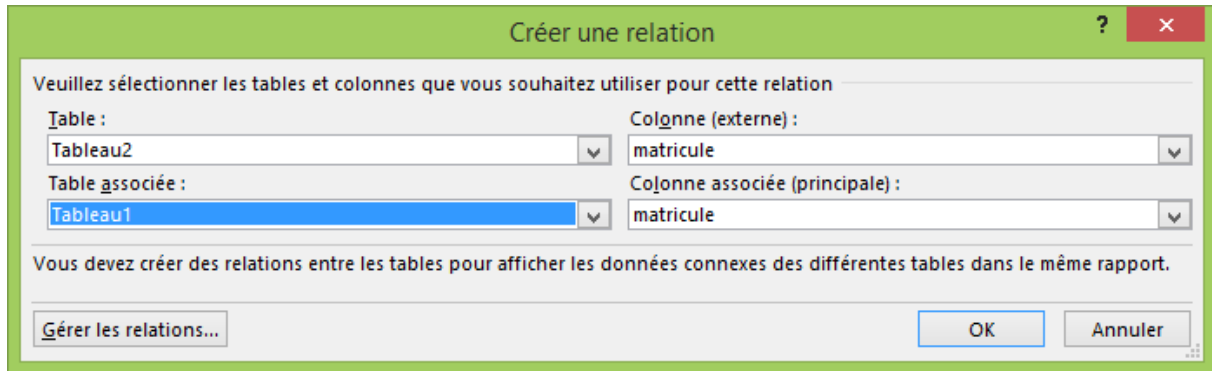 Créer une relation
?
Veuillez sélectionner les tables et colonnes que vous souhaitez utiliser pour cette relation
Table :
Colonne (externe) :
Tableau2
matricule
Table associée :
Colonne associée (principale) :
Tableau1
matricule
Vous devez créer des relations entre les tables pour afficher les données connexes des différentes tables dans le même rapport.
Gérer les relations...
OK
Annuler